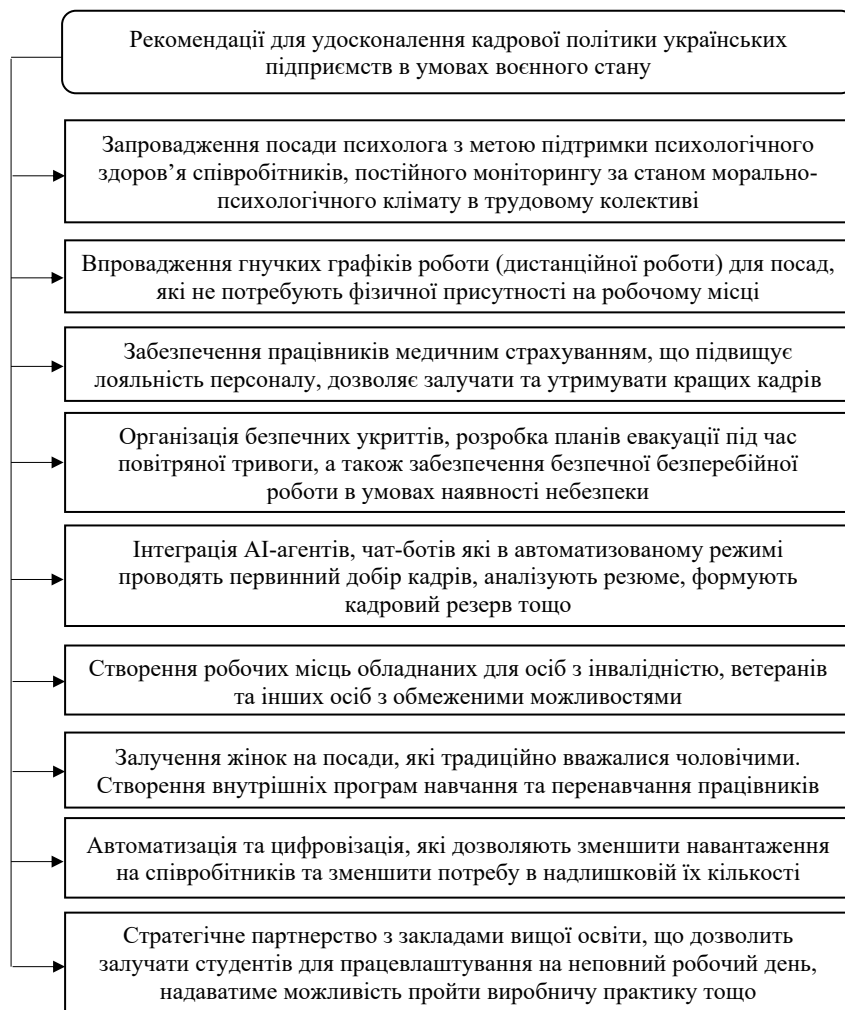 Рекомендації для удосконалення кадрової політики українських
підприємств в умовах воєнного стану
Запровадження посади психолога з метою підтримки психологічного
здоров’я співробітників, постійного моніторингу за станом морально-
психологічного клімату в трудовому колективі
Впровадження гнучких графіків роботи (дистанційної роботи) для посад,
які не потребують фізичної присутності на робочому місці
Забезпечення працівників медичним страхуванням, що підвищує
лояльність персоналу, дозволяє залучати та утримувати кращих кадрів
Організація безпечних укриттів, розробка планів евакуації під час
повітряної тривоги, а також забезпечення безпечної безперебійної
роботи в умовах наявності небезпеки
Інтеграція AI-агентів, чат-ботів які в автоматизованому режимі
проводять первинний добір кадрів, аналізують резюме, формують
кадровий резерв тощо
Створення робочих місць обладнаних для осіб з інвалідністю, ветеранів
та інших осіб з обмеженими можливостями
Залучення жінок на посади, які традиційно вважалися чоловічими.
Створення внутрішніх програм навчання та перенавчання працівників
Автоматизація та цифровізація, які дозволяють зменшити навантаження
на співробітників та зменшити потребу в надлишковій їх кількості
Стратегічне партнерство з закладами вищої освіти, що дозволить
залучати студентів для працевлаштування на неповний робочий день,
надаватиме можливість пройти виробничу практику тощо